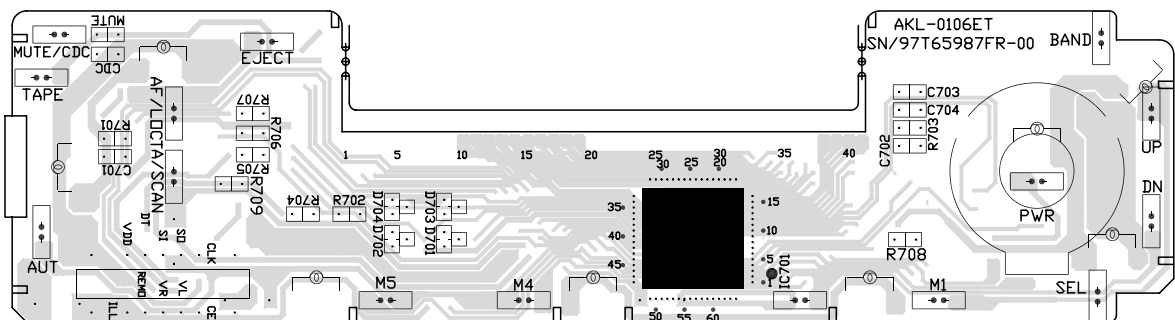 MUTE
AKL-0106ET
SN/97T65987FR-00
BAND
MUTE/CDC
CDC
EJECT
TAPE
AF/LOCTA/SCAN
R707
R706
R705
R709
R701
C701
C703
C704
R703
C702
1 5 10 15 20 25 30 35 40
30 25 20
UP
DN
PWR
R704
R702
D704
D702
D703
D701
35
40
45
15
10
5
1
IC701
R708
AUT
VDD
DT
SI
SO
CLK
REMO
VR
VL
ILL
CE
M5
M4
M1
SEL
50 55 60